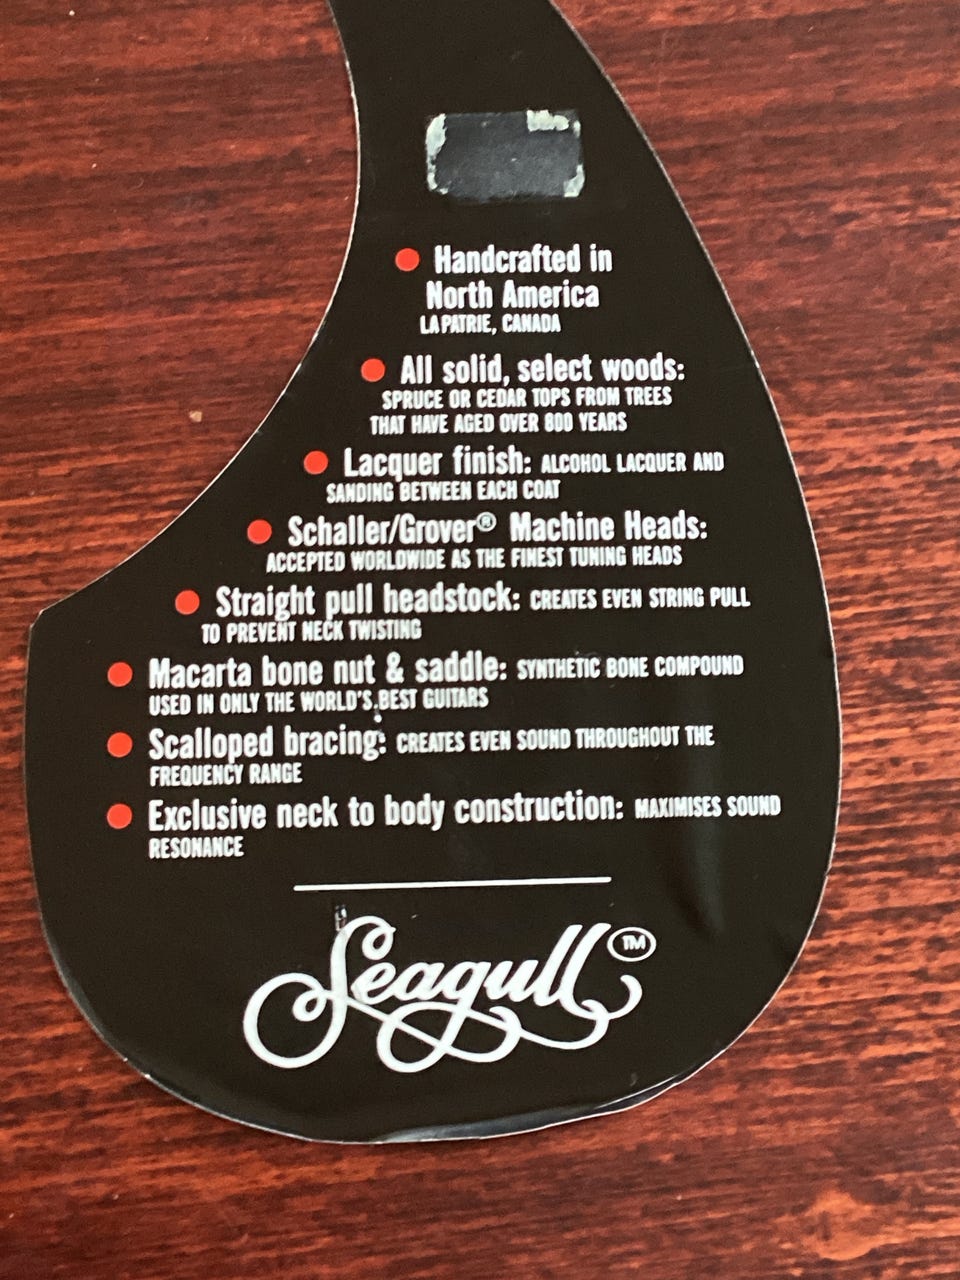 Handcrafted in
North America
LA PATRIE, CANADA
All solid, select woods:
SPRUCE OR CEDAR TOPS FROM TREES
THAT HAVE AGED OVER 800 YEARS
Lacquer finish: ALCOHOL LACQUER AND
SANDING BETWEEN EACH COAT
Schaller/Grover® Machine Heads:
ACCEPTED WORLDWIDE AS THE FINEST TUNING HEADS
Straight pull headstock: CREATES EVEN STRING PULL
TO PREVENT NECK TWISTING
Macarta bone nut & saddle: SYNTHETIC BONE COMPOUND
USED IN ONLY THE WORLD'S BEST GUITARS
Scalloped bracing: CREATES EVEN SOUND THROUGHOUT THE
FREQUENCY RANGE
Exclusive neck to body construction: MAXIMISES SOUND
RESONANCE
Seagull TM